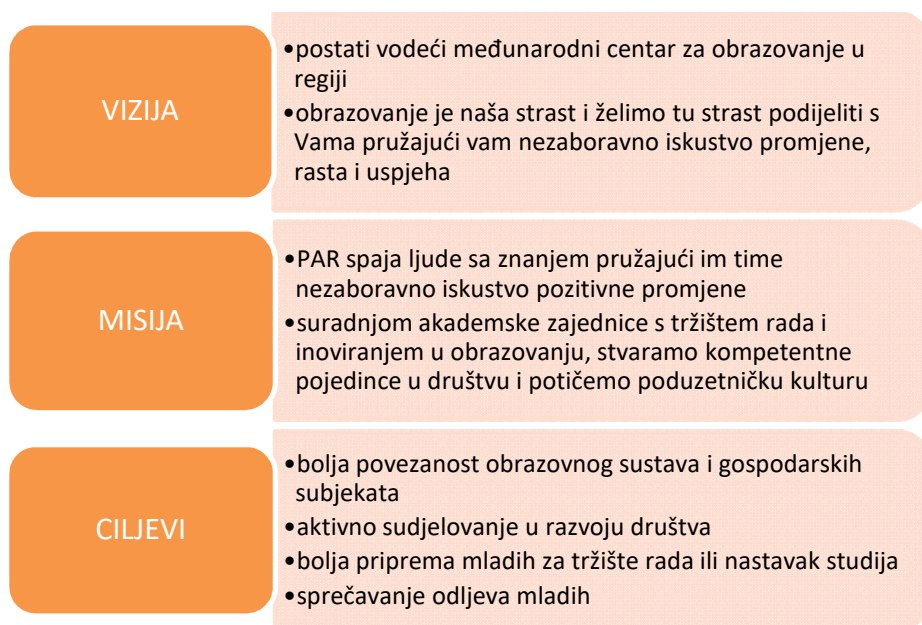 VIZIJA
•postati vodeći međunarodni centar za obrazovanje u
regiji
•obrazovanje je naša strast i želimo tu strast podijeliti s
Vama pružajući vam nezaboravno iskustvo promjene,
rasta i uspjeha
MISIJA
•PAR spaja ljude sa znanjem pružajući im time
nezaboravno iskustvo pozitivne promjene
•suradnjom akademske zajednice s tržištem rada i
inoviranjem u obrazovanju, stvaramo kompetentne
pojedince u društvu i potičemo poduzetničku kulturu
CILJEVI
•bolja povezanost obrazovnog sustava i gospodarskih
subjekata
•aktivno sudjelovanje u razvoju društva
•bolja priprema mladih za tržište rada ili nastavak studija
•sprečavanje odljeva mladih